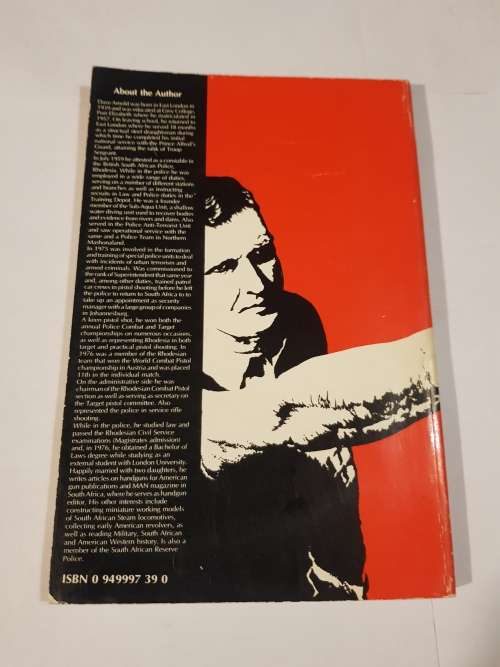 About the Author
Dave Arnold was born in East London in
1939 and was educated at Grey College,
Port Elizabeth where he matriculated in
1957. On leaving school, he returned to
East London where he served 18 months
as a structural steel draughtsman during
which time he completed his initial
national service with the Prince Alfred's
Guard, attaining the rank of Troop
Sergeant.
In July 1959 he attested as a constable in
the British South African Police,
Rhodesia. While in the police he was
employed in a wide range of duties,
serving on a number of different stations
and branches as well as instructing
recruits in Law and Police duties in the
Training Depot. He was a founder
member of the Sub-Aqua Unit, a shallow
water diving unit used to recover bodies
and evidence from rivers and dams. Also
served in the Police Anti-Terrorist Unit
and saw operational service with the
same and a Police Team in Northern
Mashonaland.
In 1975 was involved in the formation
and training of special police units to deal
with incidents of urban terrorism and
armed criminals. Was commissioned to
the rank of Superintendent that same year
and, among other duties, trained patrol
car crews in pistol shooting before he left
the police to return to South Africa to to
take up an appointment as security
manager with a large group of companies
in Johannesburg.
A keen pistol shot, he won both the
annual Police Combat and Target
championships on numerous occasions,
as well as representing Rhodesia in both
target and practical pistol shooting. In
1976 was a member of the Rhodesian
team that won the World Combat Pistol
championship in Austria and was placed
11th in the individual match.
On the administrative side he was
chairman of the Rhodesian Combat Pistol
section as well as serving as secretary on
the Target pistol committee. Also
represented the police in service rifle
shooting.
While in the police, he studied law and
passed the Rhodesian Civil Service
examinations (Magistrates admission)
and, in 1976, he obtained a Bachelor of
Laws degree while studying as an
external student with London University.
Happily married with two daughters, he
writes articles on handguns for American
gun publications and MAN magazine in
South Africa, where he serves as handgun
editor. His other interests include
constructing miniature working models
of South African Steam locomotives,
collecting early American revolvers, as
well as reading Military, South African
and American Western history. Is also a
member of the South African Reserve
Police.
ISBN 0 949997 39 0